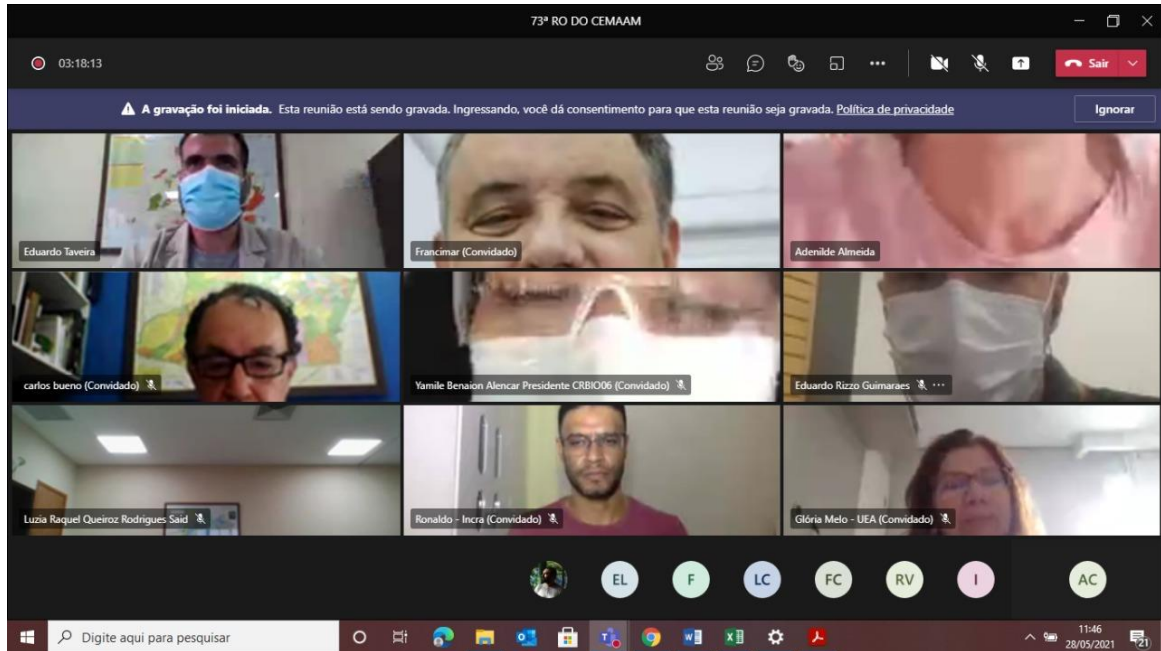 73ª RO DO CEMAAM
03:18:13
Sair
A gravação foi iniciada. Esta reunião está sendo gravada. Ingressando, você dá consentimento para que esta reunião seja gravada. Política de privacidade
Ignorar
Eduardo Taveira
Francimar (Convidado)
Adenilde Almeida
carlos bueno (Convidado)
Yamile Benaion Alencar Presidente CRBIO06 (Convidado)
Eduardo Rizzo Guimaraes
Luzia Raquel Queiroz Rodrigues Said
Ronaldo - Incra (Convidado)
Glória Melo - UEA (Convidado)
EL
F
LC
FC
RV
I
AC
Digite aqui para pesquisar
11:46
28/05/2021
21